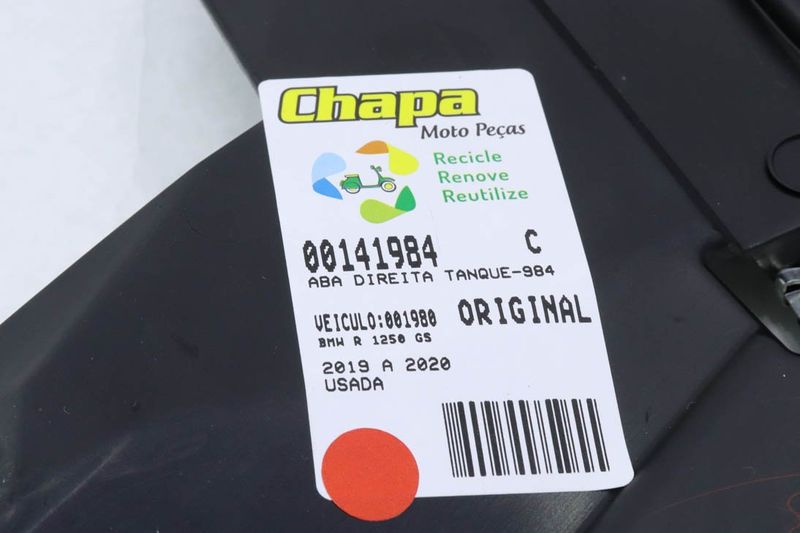 Chapa
Moto Peças
Recicle
Renove
Reutilize
00141984 C
ABA DIREITA TANQUE-984
VEICULO:001980 ORIGINAL
BMW R 1250 GS
2019 A 2020
USADA